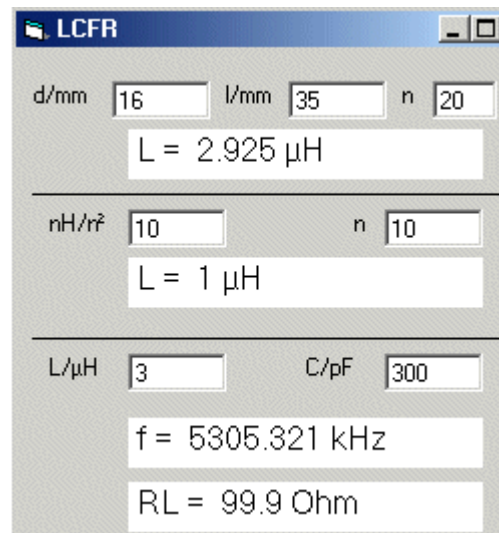 LCFR
d/mm 16 l/mm 35 n 20
L = 2.925 µH
nH/n² 10 n 10
L = 1 µH
L/µH 3 C/pF 300
f = 5305.321 kHz
RL = 99.9 Ohm